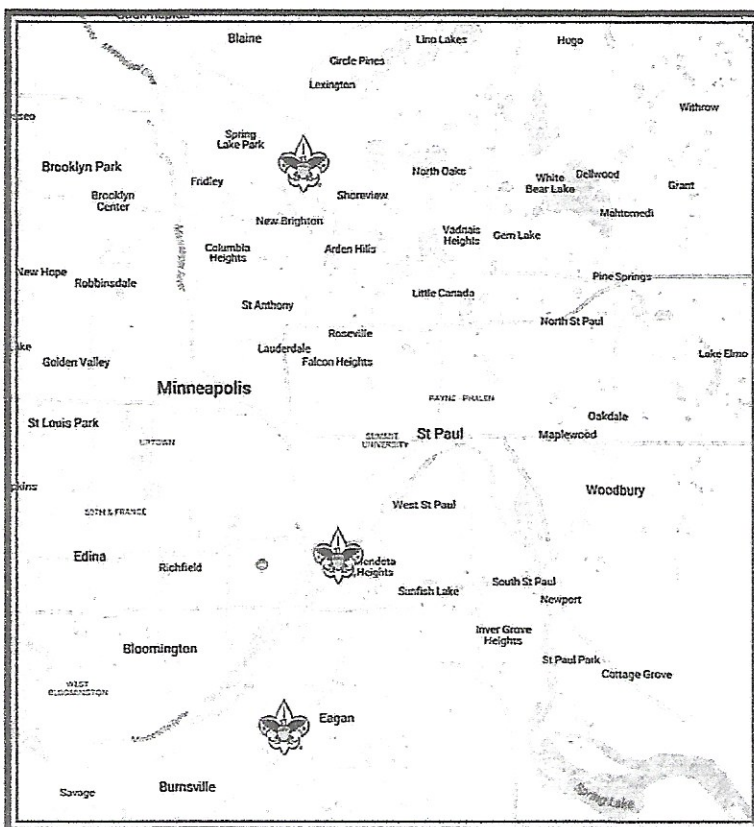 Blaine
Lino Lakes
Hugo
Circle Pines
Lexington
Withrow
Spring
Lake Park
Brooklyn Park
Fridley
North Oaks
White
Bear Lake
Dellwood
Grant
Brooklyn
Center
Shoreview
Mahtomedi
New Brighton
Columbia
Heights
Arden Hills
Vadnais
Heights
Gem Lake
New Hope
Robbinsdale
Pine Springs
Little Canada
St Anthony
Roseville
North St Paul
Lauderdale
Falcon Heights
Golden Valley
Lake Elmo
Minneapolis
PAYNE - PHALEN
St Louis Park
Oakdale
UPTOWN
SUMMIT
UNIVERSITY
St Paul
Maplewood
Woodbury
50TH & FRANCE
West St Paul
Edina
Richfield
Mendota
Heights
Sunfish Lake
South St Paul
Newport
Inver Grove
Heights
Bloomington
St Paul Park
Cottage Grove
WEST
BLOOMINGTON
Eagan
Savage
Burnsville
Spring Lake